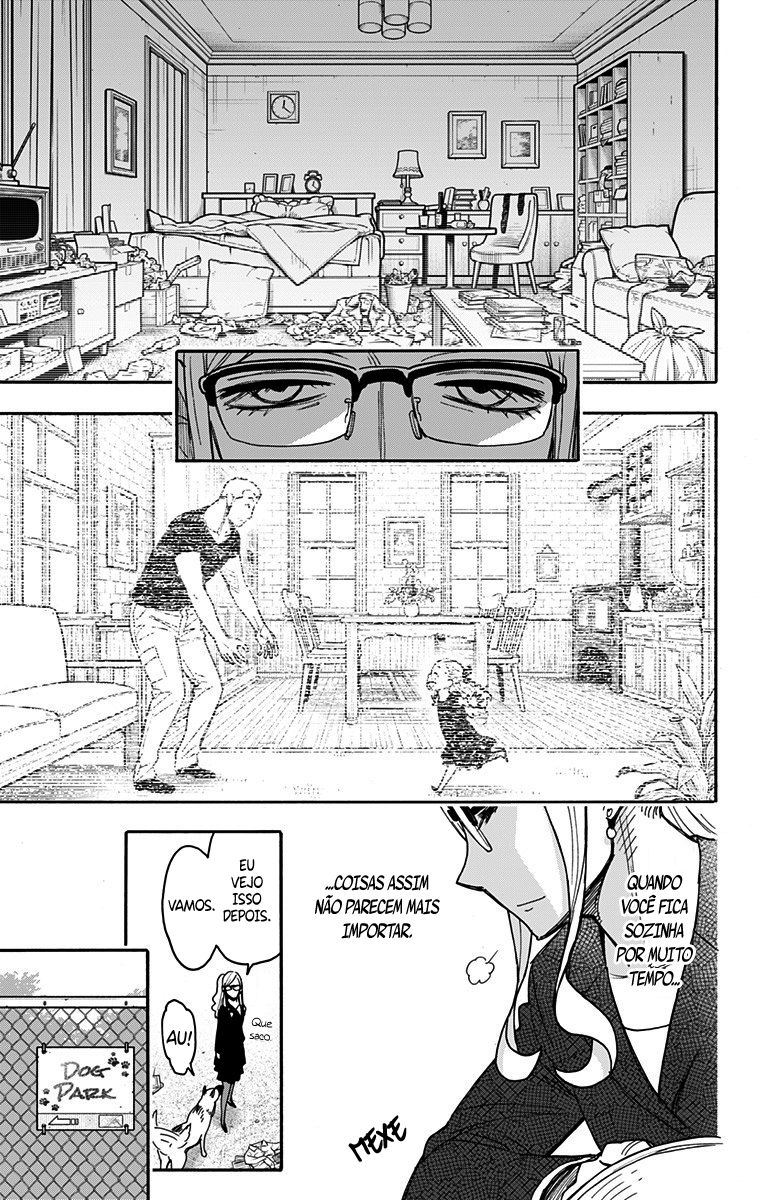 QUANDO
VOCÊ FICA
SOZINHA
POR MUITO
TEMPO...
...COISAS ASSIM
NÃO PARECEM MAIS
IMPORTAR.
MEXE
EU
VEJO
ISSO
DEPOIS.
VAMOS.
Que
saco.
AU!
DOG
PARK